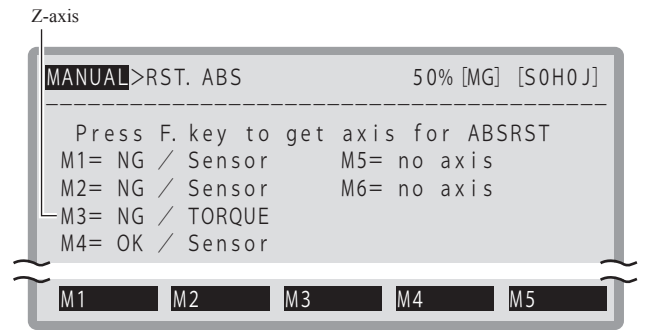 Z-axis
MANUAL>RST. ABS 50% [MG] [S0H0J]
Press F. key to get axis for ABSRST
M1= NG / Sensor M5= no axis
M2= NG / Sensor M6= no axis
M3= NG / TORQUE
M4= OK / Sensor
M1 M2 M3 M4 M5